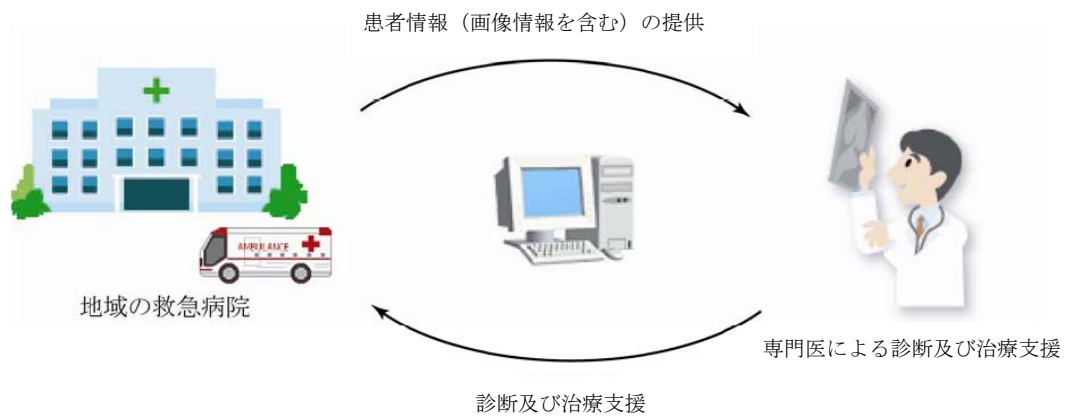 患者情報（画像情報を含む）の提供
AMBULANCE
地域の救急病院
専門医による診断及び治療支援
診断及び治療支援